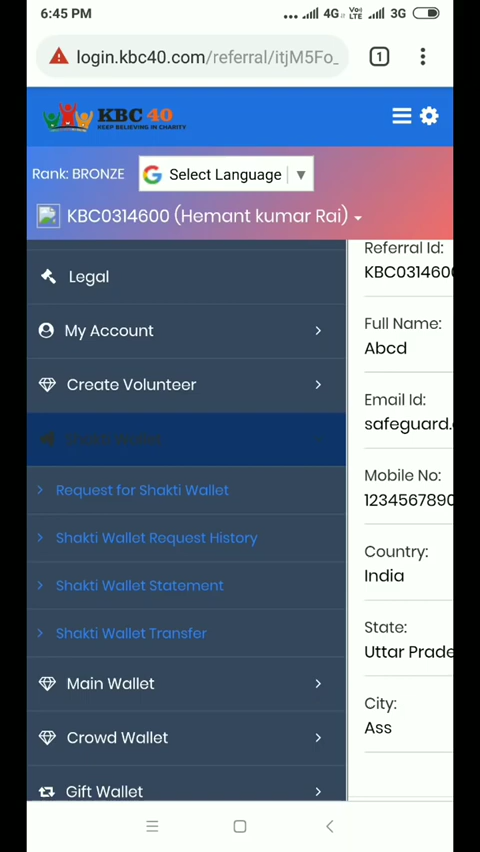 6:45 PM ... 4G Vo) LTE 3G
login.kbc40.com/referral/itjM5Fo_ 1
KBC 40
KEEP BELIEVING IN CHARITY
Rank: BRONZE
Select Language
KBC0314600 (Hemant kumar Rai)
Legal
My Account
Create Volunteer
Request for Shakti Wallet
Shakti Wallet Request History
Shakti Wallet Statement
Shakti Wallet Transfer
Main Wallet
Crowd Wallet
Gift Wallet
Referral Id:
KBC0314600
Full Name:
Abcd
Email Id:
safeguard.
Mobile No:
1234567890
Country:
India
State:
Uttar Prade
City:
Ass